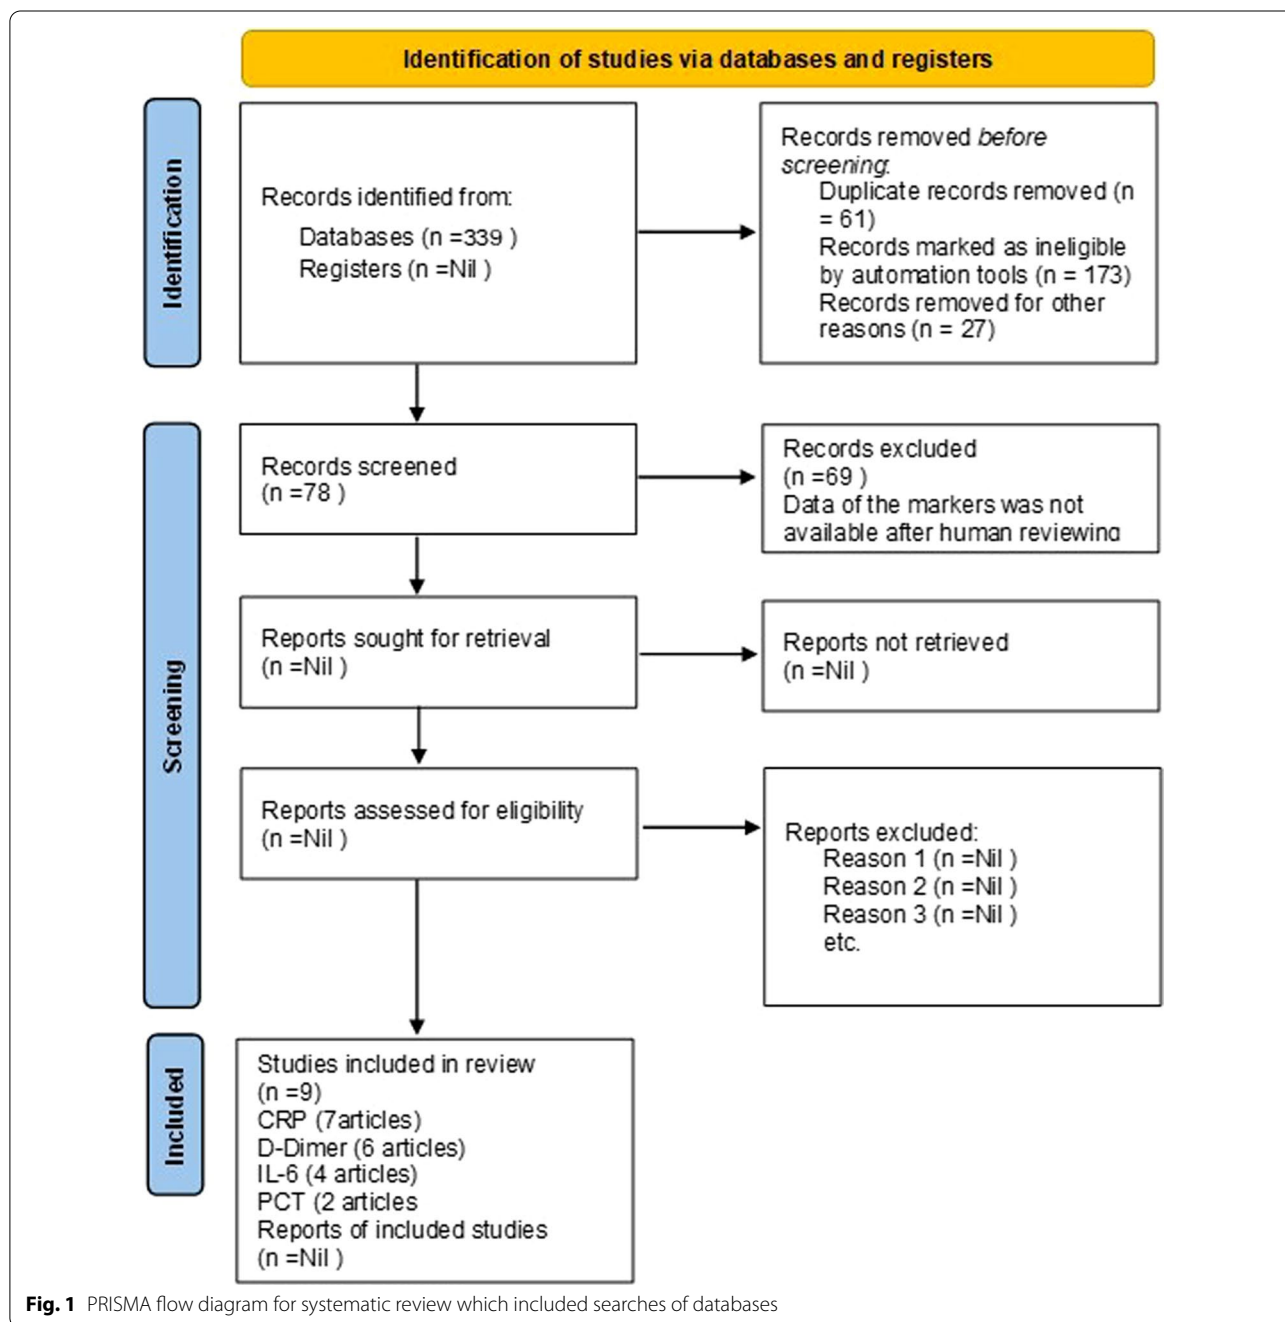 Identification of studies via databases and registers
Identification
Records identified from:
Databases (n =339 )
Registers (n =Nil )
Records removed before
screening:
Duplicate records removed (n
= 61)
Records marked as ineligible
by automation tools (n = 173)
Records removed for other
reasons (n = 27)
Screening
Records screened
(n =78 )
Records excluded
(n =69 )
Data of the markers was not
available after human reviewing
Reports sought for retrieval
(n =Nil )
Reports not retrieved
(n =Nil )
Reports assessed for eligibility
(n =Nil )
Reports excluded:
Reason 1 (n =Nil )
Reason 2 (n =Nil )
Reason 3 (n =Nil )
etc.
Included
Studies included in review
(n =9)
CRP (7articles)
D-Dimer (6 articles)
IL-6 (4 articles)
PCT (2 articles
Reports of included studies
(n =Nil )
Fig. 1 PRISMA flow diagram for systematic review which included searches of databases